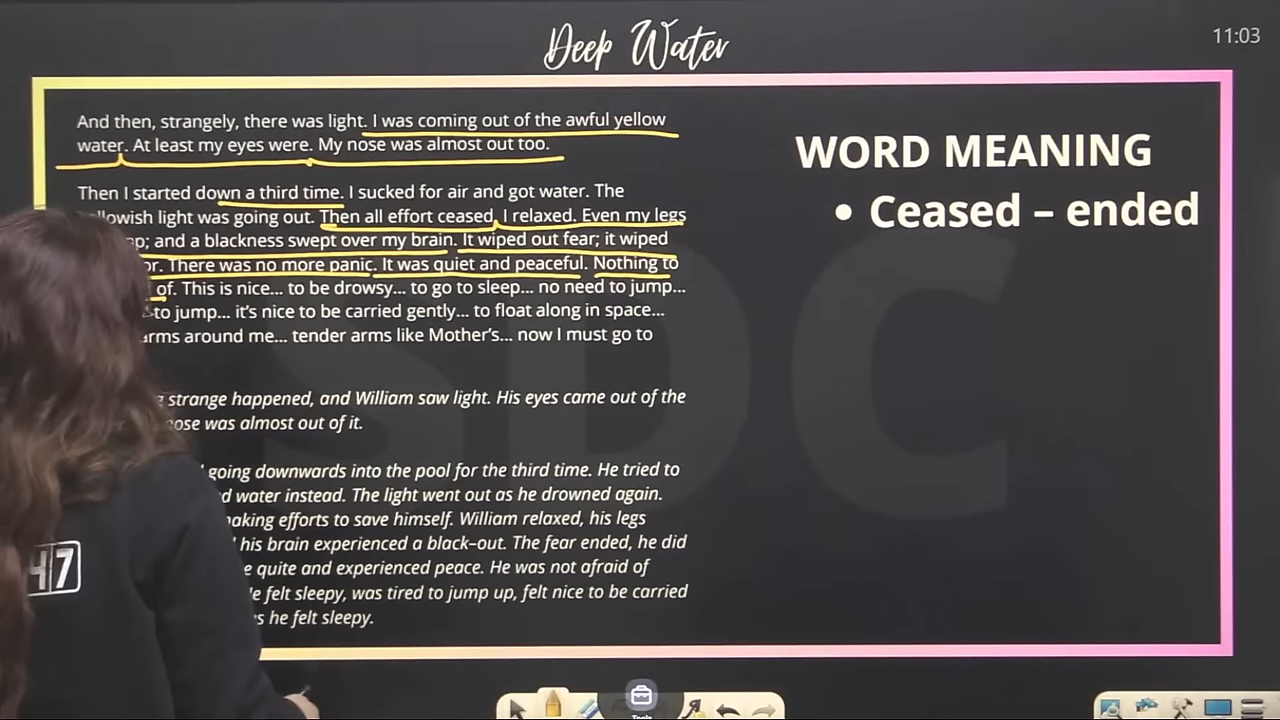 Deep Water
11:03
And then, strangely, there was light. I was coming out of the awful yellow
water. At least my eyes were. My nose was almost out too.
Then I started down a third time. I sucked for air and got water. The
light was going out. Then all effort ceased, I relaxed. Even my legs
and a blackness swept over my brain. It wiped out fear; it wiped
There was no more panic. It was quiet and peaceful. Nothing to
of. This is nice... to be drowsy... to go to sleep... no need to jump...
to jump... it's nice to be carried gently... to float along in space...
arms around me... tender arms like Mother's... now I must go to
strange happened, and William saw light. His eyes came out of the
nose was almost out of it.
going downwards into the pool for the third time. He tried to
water instead. The light went out as he drowned again.
making efforts to save himself. William relaxed, his legs
his brain experienced a black–out. The fear ended, he did
quite and experienced peace. He was not afraid of
felt sleepy, was tired to jump up, felt nice to be carried
he felt sleepy.
WORD MEANING
• Ceased – ended
SDC
47
Tools